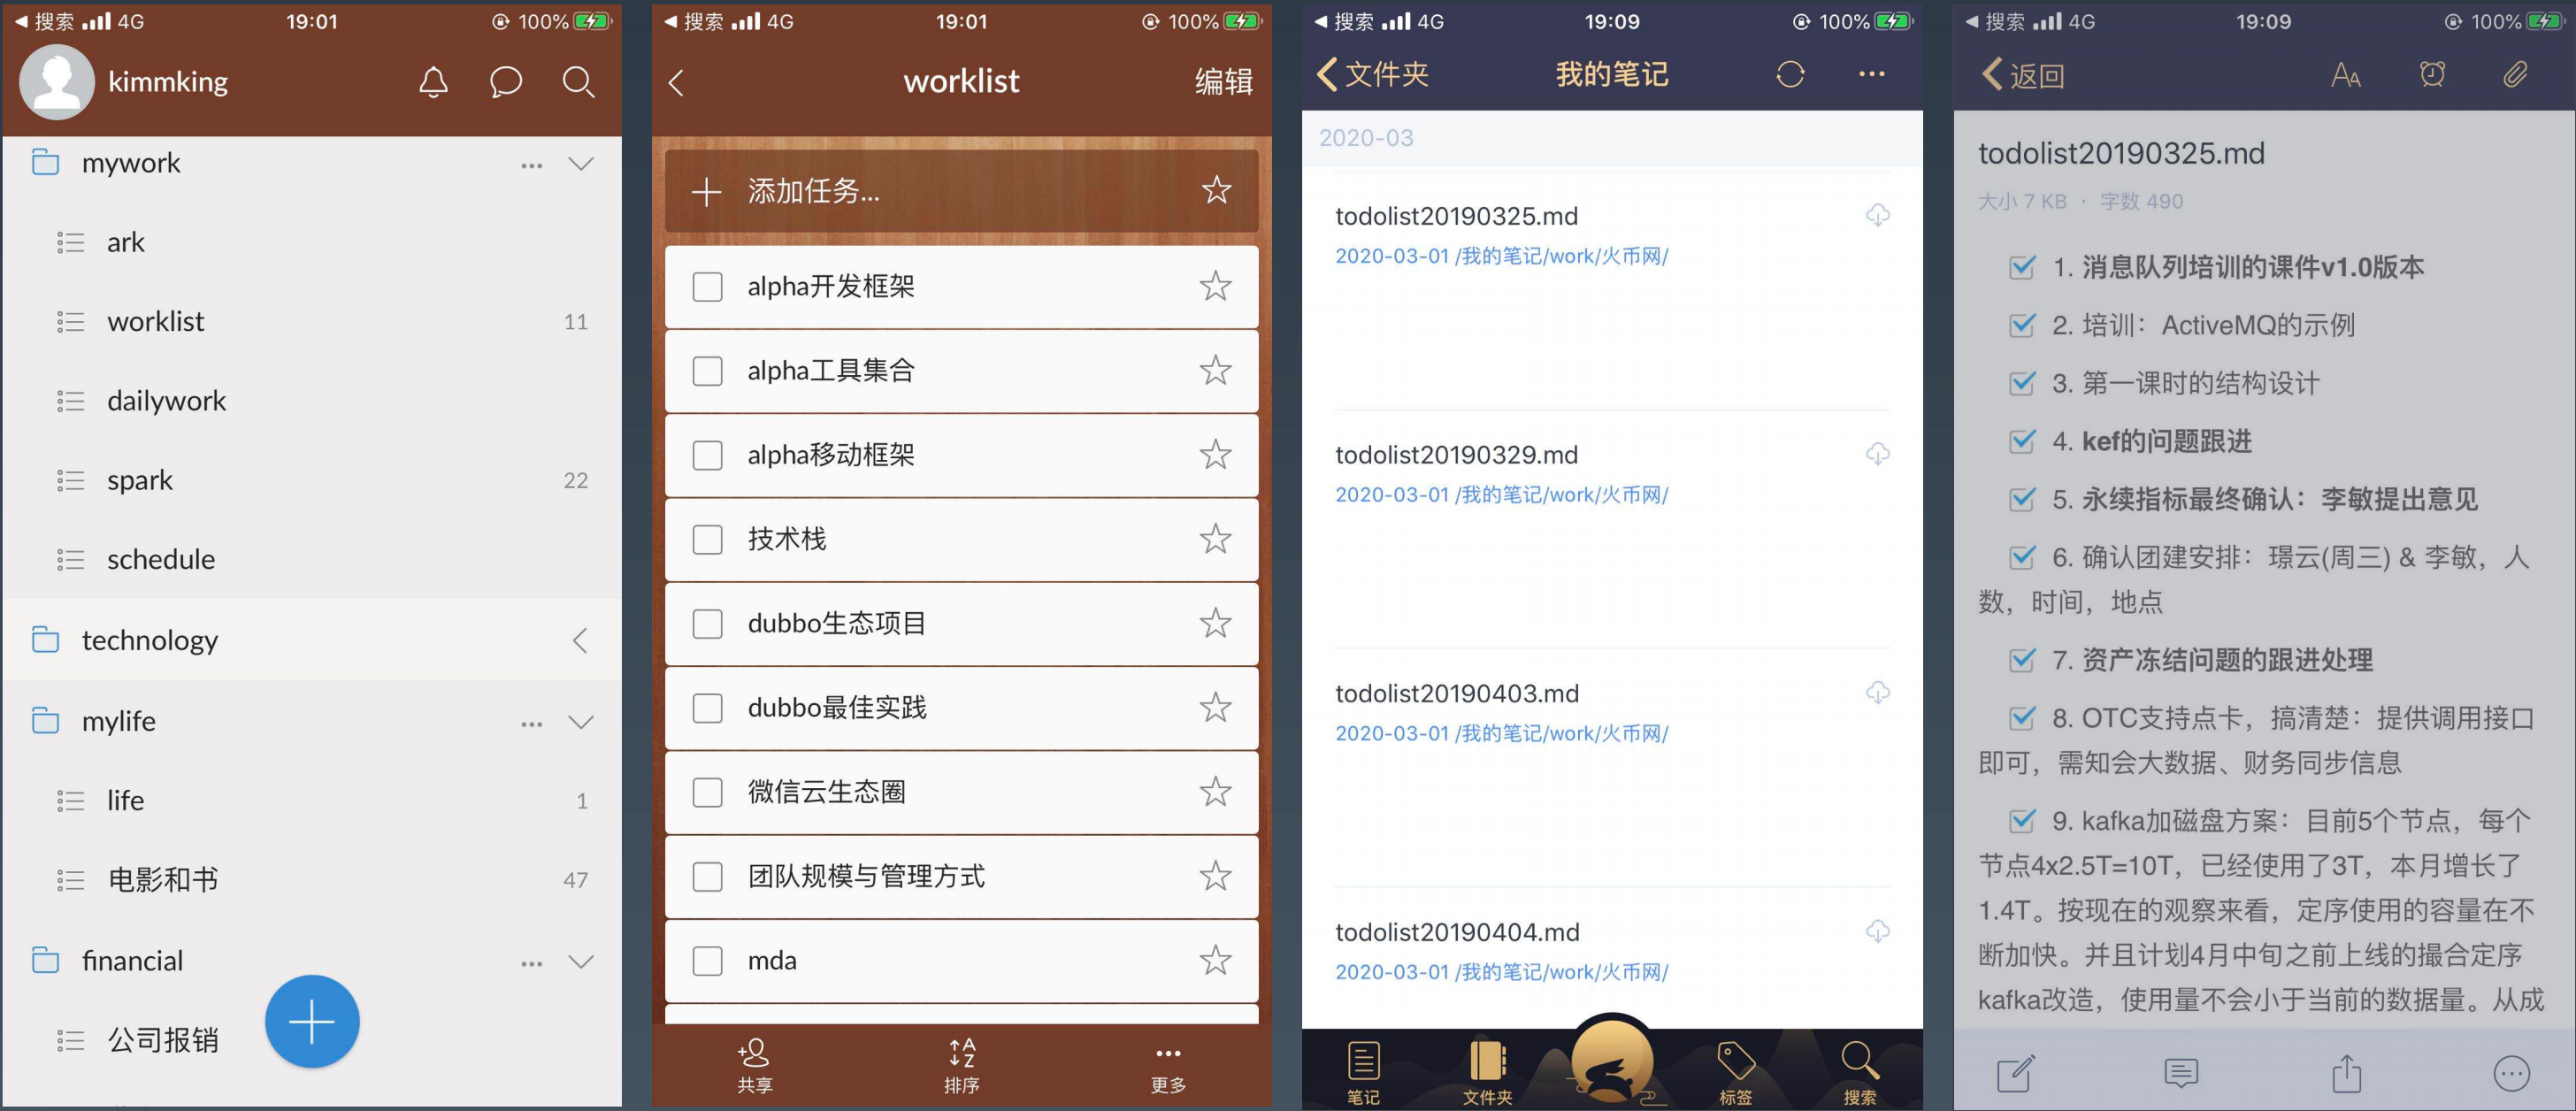 搜索 4G 19:01 100%
kimmking
mywork
ark
worklist 11
dailywork
spark 22
schedule
technology
mylife
life 1
电影和书 47
financial
公司报销
搜索 4G 19:01 100%
worklist 编辑
添加任务...
alpha开发框架
alpha工具集合
alpha移动框架
技术栈
dubbo生态项目
dubbo最佳实践
微信云生态圈
团队规模与管理方式
mda
共享 排序 更多
搜索 4G 19:09 100%
文件夹 我的笔记
2020-03
todolist20190325.md
2020-03-01 /我的笔记/work/火币网/
todolist20190329.md
2020-03-01 /我的笔记/work/火币网/
todolist20190403.md
2020-03-01 /我的笔记/work/火币网/
todolist20190404.md
2020-03-01 /我的笔记/work/火币网/
笔记 文件夹 标签 搜索
搜索 4G 19:09 100%
返回
todolist20190325.md
大小 7 KB · 字数 490
1. 消息队列培训的课件v1.0版本
2. 培训：ActiveMQ的示例
3. 第一课时的结构设计
4. kef的问题跟进
5. 永续指标最终确认：李敏提出意见
6. 确认团建安排：璟云(周三) & 李敏，人
数，时间，地点
7. 资产冻结问题的跟进处理
8. OTC支持点卡，搞清楚：提供调用接口
即可，需知会大数据、财务同步信息
9. kafka加磁盘方案：目前5个节点，每个
节点4x2.5T=10T，已经使用了3T，本月增长了
1.4T。按现在的观察来看，定序使用的容量在不
断加快。并且计划4月中旬之前上线的撮合定序
kafka改造，使用量不会小于当前的数据量。从成